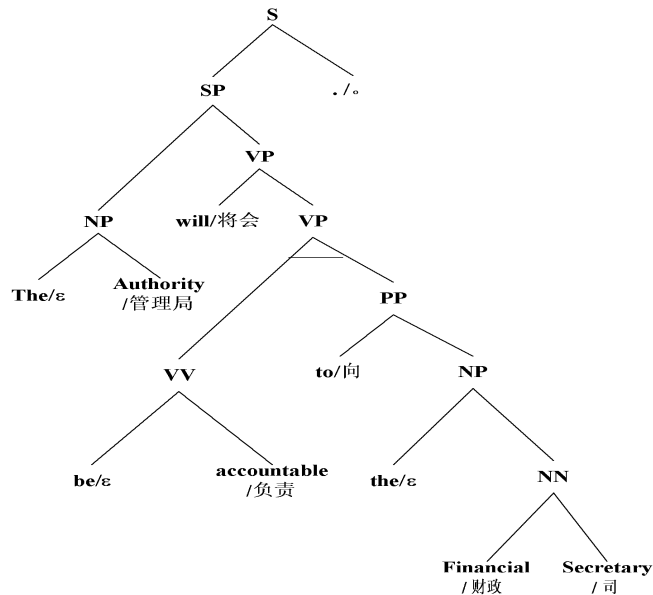 S
SP
./。
VP
NP
will/将会
VP
The/ε
Authority
/管理局
PP
VV
to/向
NP
be/ε
accountable
/负责
the/ε
NN
Financial
/财政
Secretary
/司